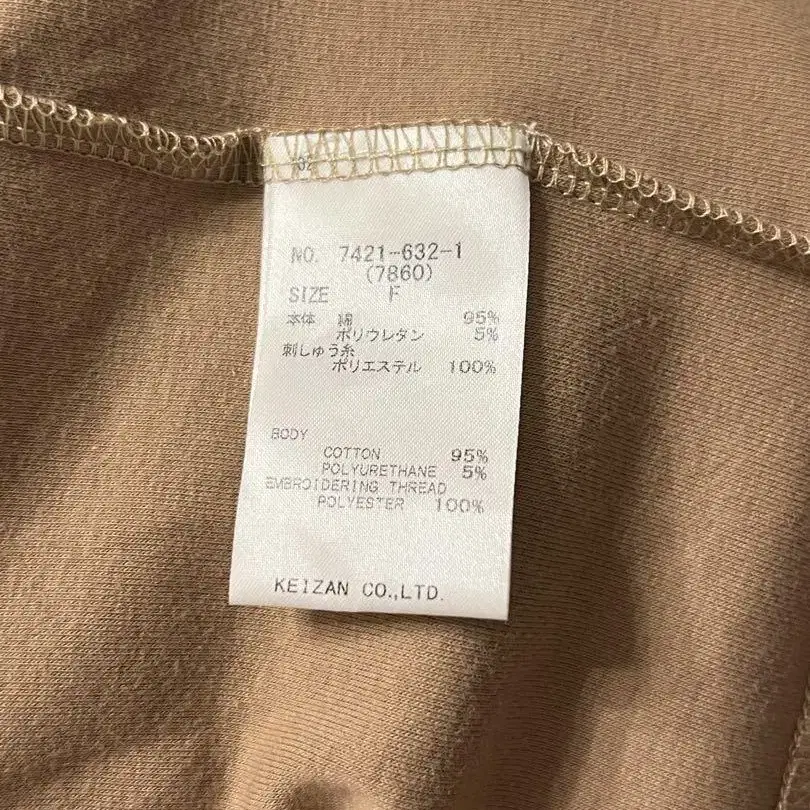 NO. 7421-632-1
(7860)
SIZE F
本体 綿 95%
ポリウレタン 5%
刺しゅう糸
ポリエステル 100%
BODY
COTTON 95%
POLYURETHANE 5%
EMBROIDERING THREAD
POLYESTER 100%
KEIZAN CO.,LTD.